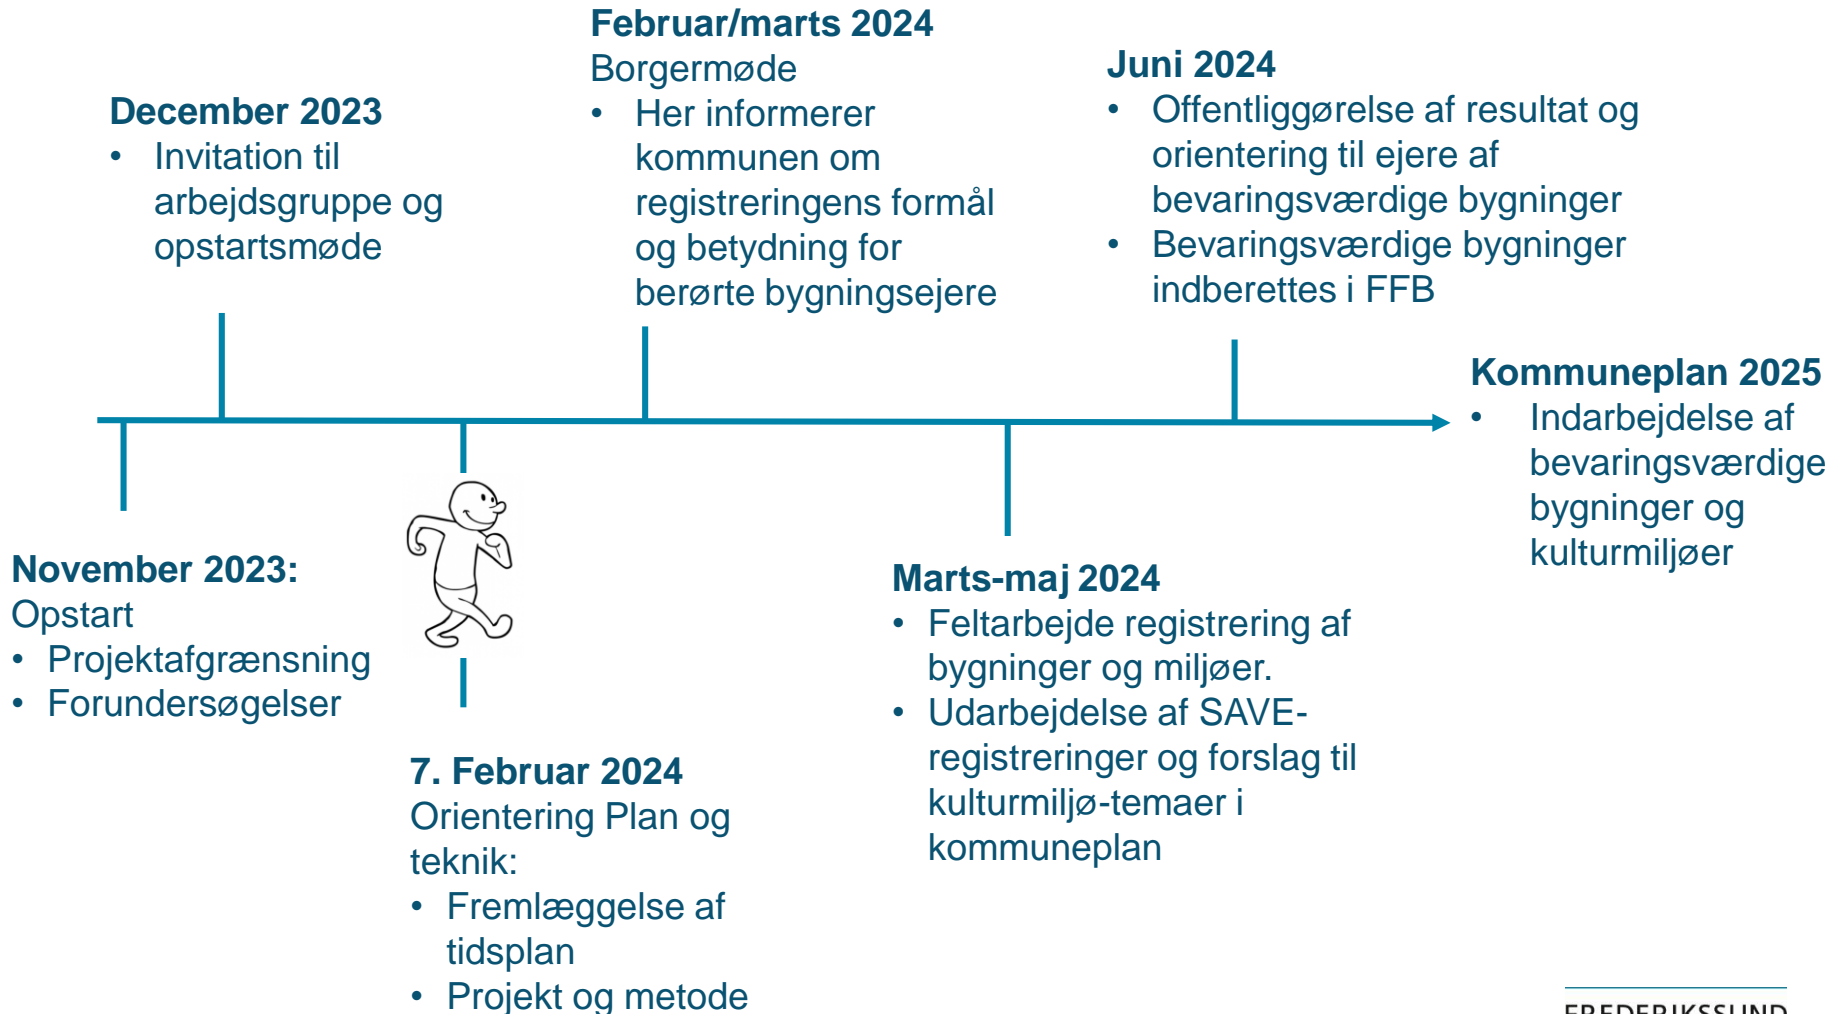 Februar/marts 2024
Borgermøde
• Her informerer
kommunen om
registreringens formål
og betydning for
berørte bygningsejere
Juni 2024
• Offentliggørelse af resultat og
orientering til ejere af
bevaringsværdige bygninger
• Bevaringsværdige bygninger
indberettes i FFB
December 2023
• Invitation til
arbejdsgruppe og
opstartsmøde
Kommuneplan 2025
• Indarbejdelse af
bevaringsværdige
bygninger og
kulturmiljøer
November 2023:
Opstart
• Projektafgrænsning
• Forundersøgelser
7. Februar 2024
Orientering Plan og
teknik:
• Fremlæggelse af
tidsplan
• Projekt og metode
Marts-maj 2024
• Feltarbejde registrering af
bygninger og miljøer.
• Udarbejdelse af SAVE-
registreringer og forslag til
kulturmiljø-temaer i
kommuneplan
FREDERIKSSUND